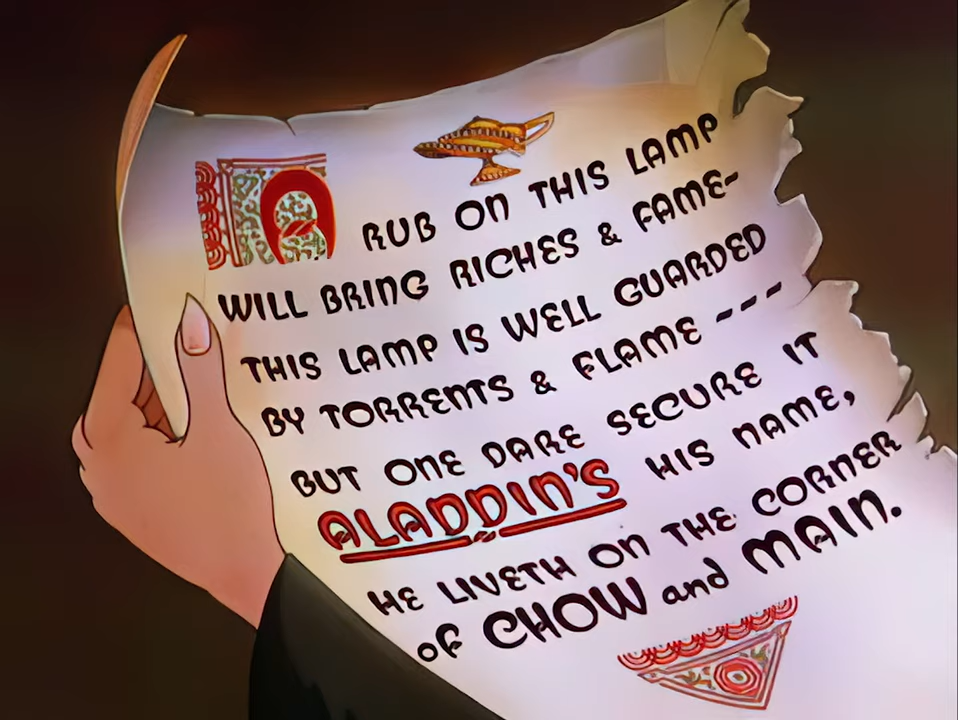 A RUB ON THIS LAMP
WILL BRING RICHES & FAME-
THIS LAMP IS WELL GUARDED
BY TORRENTS & FLAME ---
BUT ONE DARE SECURE IT
ALADDIN'S HIS NAME,
HE LIVETH ON THE CORNER
of CHOW and MAIN.